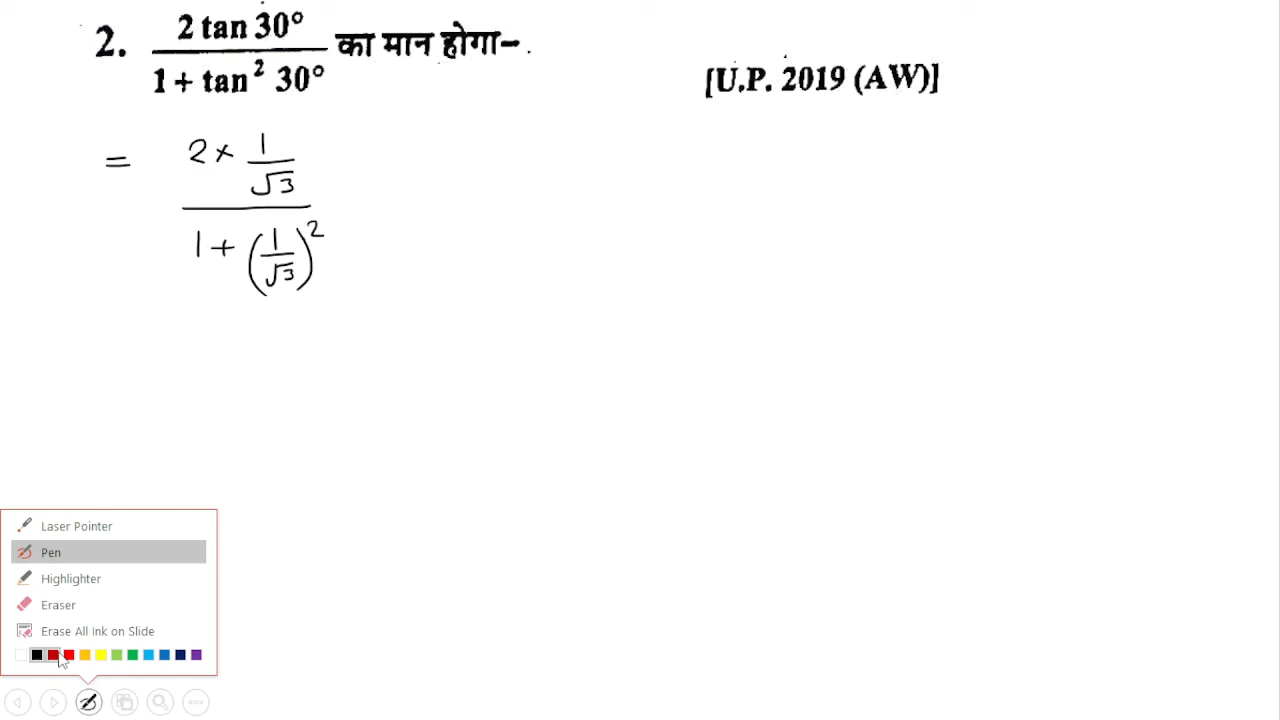 2. 2 tan 30° / 1 + tan² 30° का मान होगा–
[U.P. 2019 (AW)]
= 2 × 1/√3 / 1 + (1/√3)²
Laser Pointer
Pen
Highlighter
Eraser
Erase All Ink on Slide